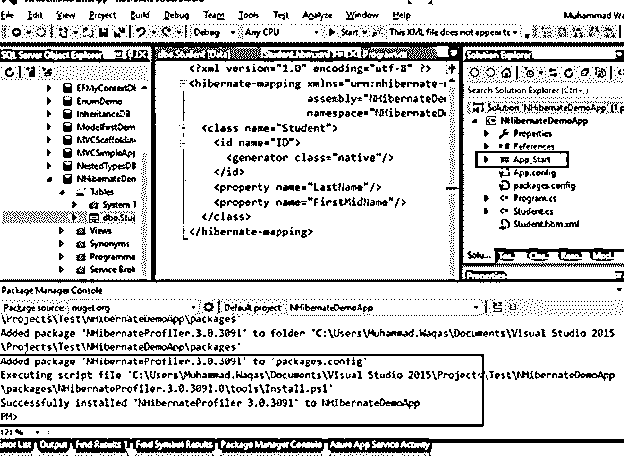 File Edit View Project Build Debug Team Tools Test Analyze Window Help Muhammad Wa
Debug Any CPU Start This XML file does not appear tc
SQL Server Object Explorer
EFMyContextDB
EnumDemo
InheritanceDB
ModelFirstDem
MVCScaffoldin
MVCSimpleApp
NestedTypesDB
NHibernateDen
Tables
System T
dbo.Stu
Views
Synonyms
Programma
Service Brok
<?xml version="1.0" encoding="utf-8" ?>
<hibernate-mapping xmlns="urn:nhibernate-
assembly="NHibernateDe
namespace="NHibernateD
<class name="Student">
<id name="ID">
<generator class="native"/>
</id>
<property name="LastName"/>
<property name="FirstMidName"/>
</class>
</hibernate-mapping>
Solution Explorer
Search Solution Explorer (Ctrl+;)
Solution 'NHibernateDemoApp' (1 p
NHibernateDemoApp
Properties
References
App_Start
App.config
packages.config
Program.cs
Student.cs
Student.hbm.xml
Solu...
Properties
Package Manager Console
Package source: nuget.org Default project: NHibernateDemoApp
\Projects\Test\NHibernateDemoApp\packages'
Added package 'NHibernateProfiler.3.0.3091' to folder 'C:\Users\Muhammad.Waqas\Documents\Visual Studio 2015
\Projects\Test\NHibernateDemoApp\packages'
Added package 'NHibernateProfiler.3.0.3091' to 'packages.config'
Executing script file 'C:\Users\Muhammad.Waqas\Documents\Visual Studio 2015\Projects\Test\NHibernateDemoApp
\packages\NHibernateProfiler.3.0.3091.0\tools\Install.ps1'
Successfully installed 'NHibernateProfiler 3.0.3091' to NHibernateDemoApp
PM>
121 %
Error List Output Find Results 1 Find Symbol Results Package Manager Console Azure App Service Activity